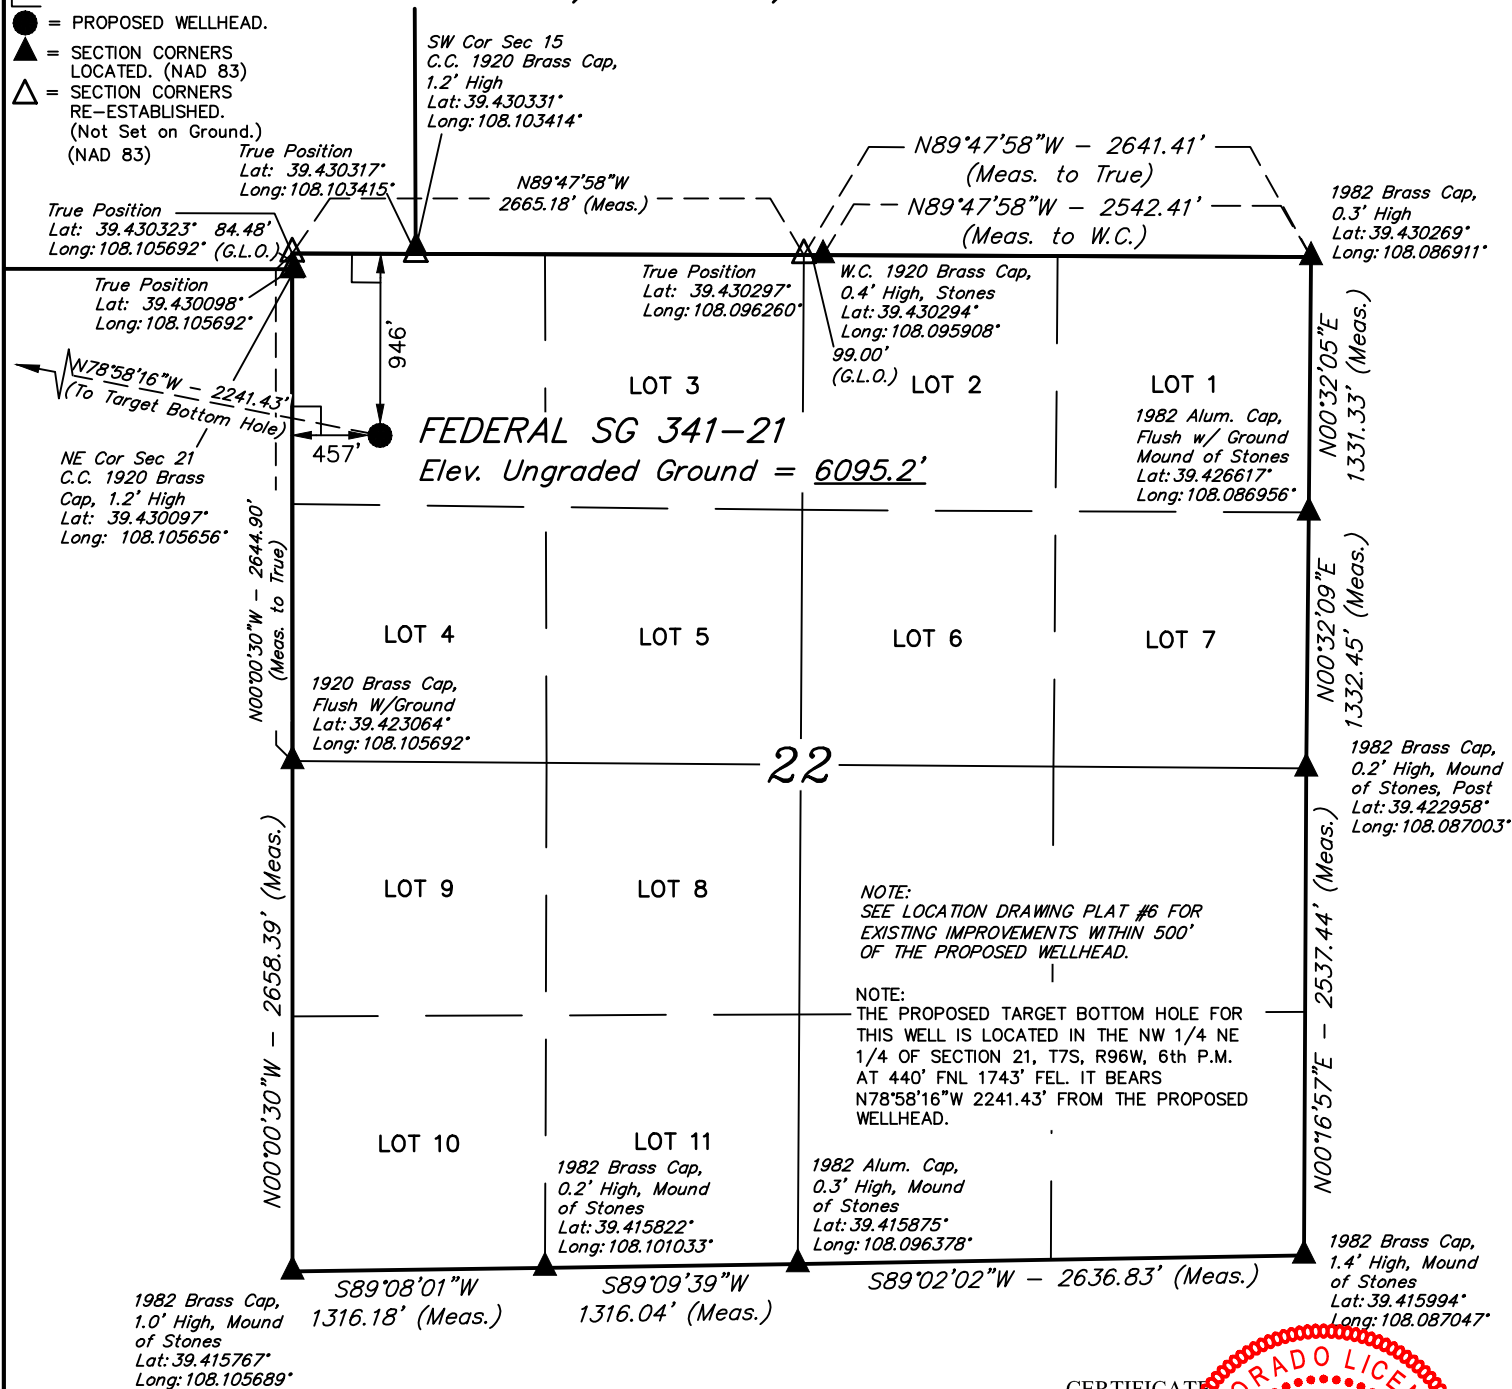 = PROPOSED WELLHEAD.
= SECTION CORNERS
LOCATED. (NAD 83)
= SECTION CORNERS
RE-ESTABLISHED.
(Not Set on Ground.)
(NAD 83)
SW Cor Sec 15
C.C. 1920 Brass Cap,
1.2' High
Lat: 39.430331°
Long: 108.103414°
True Position
Lat: 39.430317°
Long: 108.103415°
N89°47'58"W
2665.18' (Meas.)
N89°47'58"W - 2641.41'
(Meas. to True)
N89°47'58"W - 2542.41'
(Meas. to W.C.)
1982 Brass Cap,
0.3' High
Lat: 39.430269°
Long: 108.086911°
True Position
Lat: 39.430323°
Long: 108.105692°
84.48'
(G.L.O.)
True Position
Lat: 39.430098°
Long: 108.105692°
True Position
Lat: 39.430297°
Long: 108.096260°
W.C. 1920 Brass Cap,
0.4' High, Stones
Lat: 39.430294°
Long: 108.095908°
99.00'
(G.L.O.)
946'
N78°58'16"W - 2241.43'
(To Target Bottom Hole)
457'
LOT 3
LOT 2
LOT 1
N00°32'05"E
1331.33' (Meas.)
FEDERAL SG 341-21
Elev. Ungraded Ground = 6095.2'
1982 Alum. Cap,
Flush w/ Ground
Mound of Stones
Lat: 39.426617°
Long: 108.086956°
NE Cor Sec 21
C.C. 1920 Brass
Cap, 1.2' High
Lat: 39.430097°
Long: 108.105656°
N00°00'30"W - 2644.90'
(Meas. to True)
LOT 4
LOT 5
LOT 6
LOT 7
N00°32'09"E
1332.45' (Meas.)
1920 Brass Cap,
Flush W/Ground
Lat: 39.423064°
Long: 108.105692°
22
1982 Brass Cap,
0.2' High, Mound
of Stones, Post
Lat: 39.422958°
Long: 108.087003°
N00°00'30"W - 2658.39' (Meas.)
LOT 9
LOT 8
NOTE:
SEE LOCATION DRAWING PLAT #6 FOR
EXISTING IMPROVEMENTS WITHIN 500'
OF THE PROPOSED WELLHEAD.
NOTE:
THE PROPOSED TARGET BOTTOM HOLE FOR
THIS WELL IS LOCATED IN THE NW 1/4 NE
1/4 OF SECTION 21, T7S, R96W, 6th P.M.
AT 440' FNL 1743' FEL. IT BEARS
N78°58'16"W 2241.43' FROM THE PROPOSED
WELLHEAD.
N00°16'57"E - 2537.44' (Meas.)
LOT 10
LOT 11
1982 Brass Cap,
0.2' High, Mound
of Stones
Lat: 39.415822°
Long: 108.101033°
1982 Alum. Cap,
0.3' High, Mound
of Stones
Lat: 39.415875°
Long: 108.096378°
1982 Brass Cap,
1.4' High, Mound
of Stones
Lat: 39.415994°
Long: 108.087047°
S89°08'01"W
1316.18' (Meas.)
S89°09'39"W
1316.04' (Meas.)
S89°02'02"W - 2636.83' (Meas.)
1982 Brass Cap,
1.0' High, Mound
of Stones
Lat: 39.415767°
Long: 108.105689°
CERTIFICATE
ORADO LICE